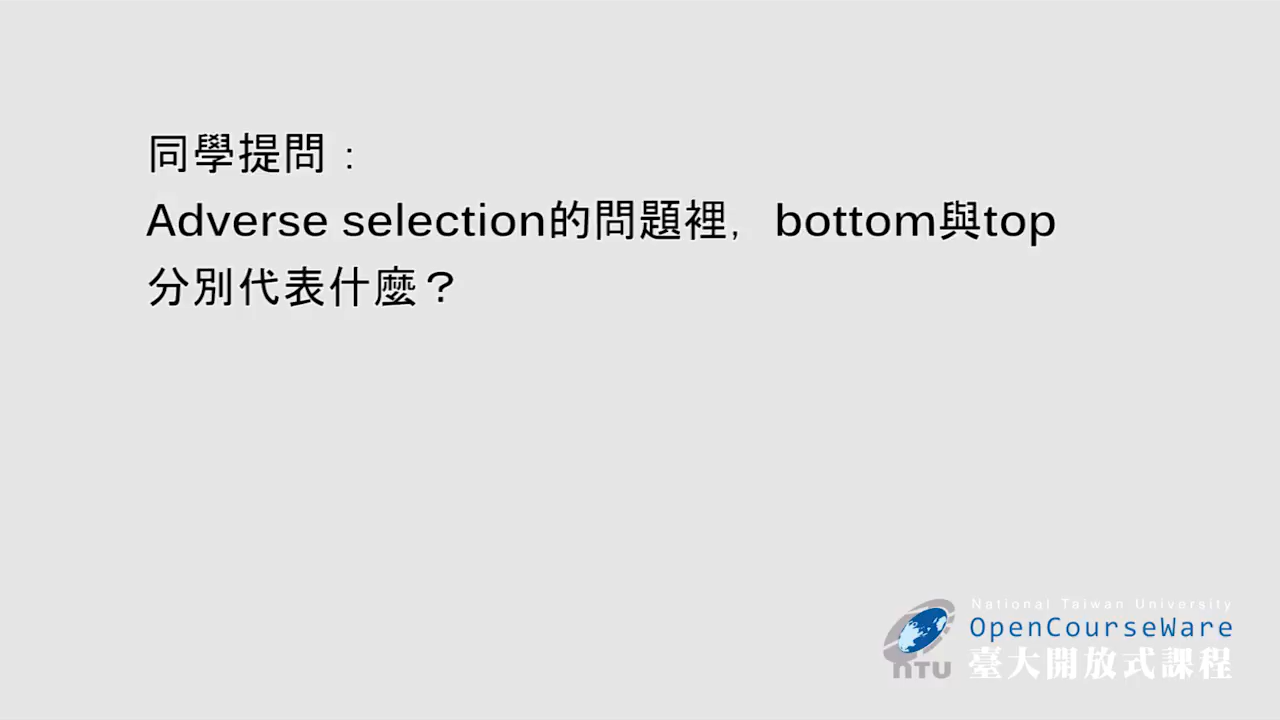 同學提問：
Adverse selection的問題裡，bottom與top
分別代表什麼？
National Taiwan University
OpenCourseWare
NTU
臺大開放式課程